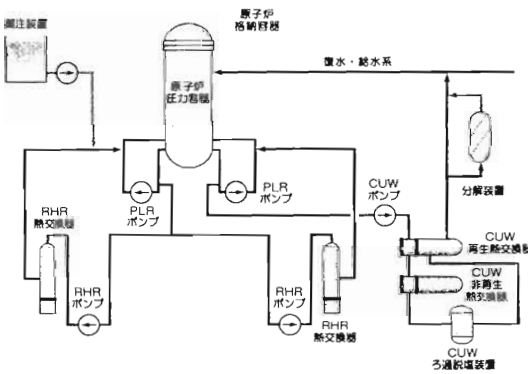 薬注装置
原子炉
格納容器
復水・給水系
原子炉
圧力容器
分解装置
PLR
ポンプ
PLR
ポンプ
CUW
ポンプ
RHR
熱交換器
CUW
再生熱交換器
CUW
非再生
熱交換器
RHR
ポンプ
RHR
ポンプ
RHR
熱交換器
CUW
ろ過脱塩装置